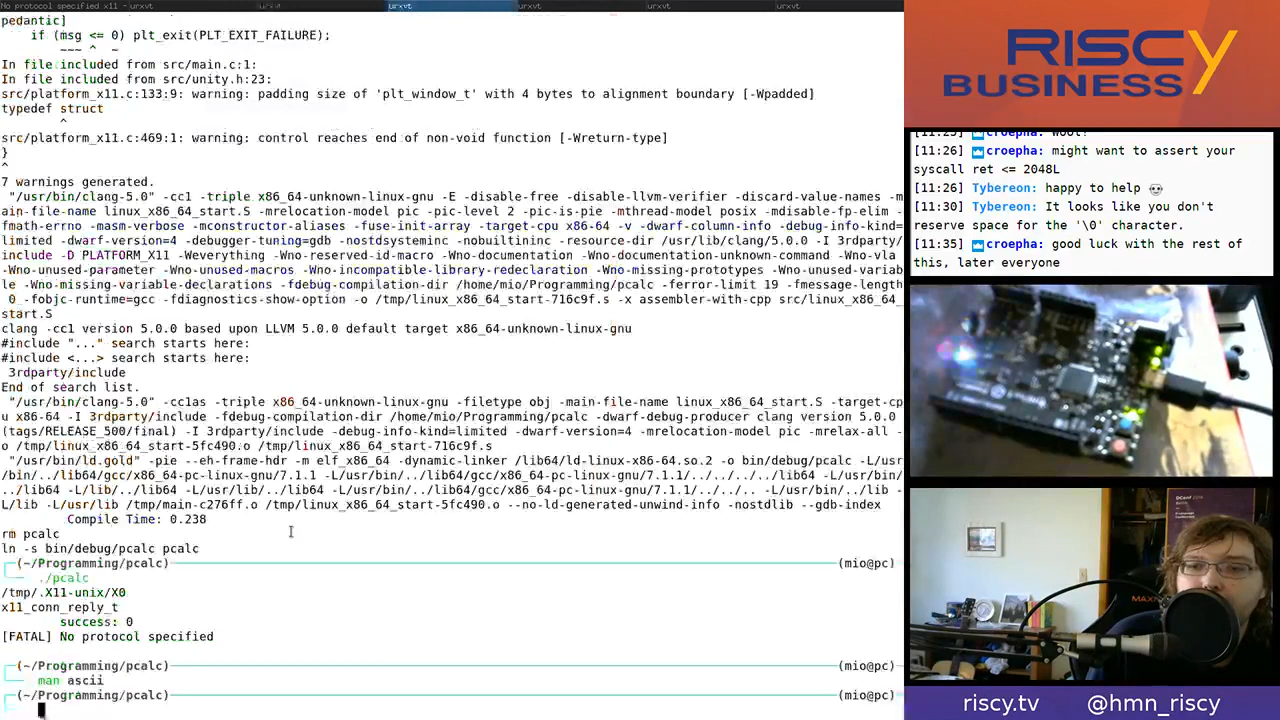 No protocol specified x11 - urxvt
urxvt
urxvt
urxvt
urxvt
urxvt
pedantic]
if (msg <= 0) plt_exit(PLT_EXIT_FAILURE);
~~~ ^ ~
In file included from src/main.c:1:
In file included from src/unity.h:23:
src/platform_x11.c:133:9: warning: padding size of 'plt_window_t' with 4 bytes to alignment boundary [-Wpadded]
typedef struct
^
src/platform_x11.c:469:1: warning: control reaches end of non-void function [-Wreturn-type]
}
^
7 warnings generated.
"/usr/bin/clang-5.0" -cc1 -triple x86_64-unknown-linux-gnu -E -disable-free -disable-llvm-verifier -discard-value-names -m
ain-file-name linux_x86_64_start.S -mrelocation-model pic -pic-level 2 -pic-is-pie -mthread-model posix -mdisable-fp-elim -
fmath-errno -masm-verbose -mconstructor-aliases -fuse-init-array -target-cpu x86-64 -v -dwarf-column-info -debug-info-kind=
limited -dwarf-version=4 -debugger-tuning=gdb -nostdsysteminc -nobuiltininc -resource-dir /usr/lib/clang/5.0.0 -I 3rdparty/
include -D PLATFORM_X11 -Weverything -Wno-reserved-id-macro -Wno-documentation -Wno-documentation-unknown-command -Wno-vla
-Wno-unused-parameter -Wno-unused-macros -Wno-incompatible-library-redeclaration -Wno-missing-prototypes -Wno-unused-variab
le -Wno-missing-variable-declarations -fdebug-compilation-dir /home/mio/Programming/pcalc -ferror-limit 19 -fmessage-length
0 -fobjc-runtime=gcc -fdiagnostics-show-option -o /tmp/linux_x86_64_start-716c9f.s -x assembler-with-cpp src/linux_x86_64_
start.S
clang -cc1 version 5.0.0 based upon LLVM 5.0.0 default target x86_64-unknown-linux-gnu
#include "..." search starts here:
#include <...> search starts here:
3rdparty/include
End of search list.
"/usr/bin/clang-5.0" -cc1as -triple x86_64-unknown-linux-gnu -filetype obj -main-file-name linux_x86_64_start.S -target-cp
u x86-64 -I 3rdparty/include -fdebug-compilation-dir /home/mio/Programming/pcalc -dwarf-debug-producer clang version 5.0.0
(tags/RELEASE_500/final) -I 3rdparty/include -debug-info-kind=limited -dwarf-version=4 -mrelocation-model pic -mrelax-all -
o /tmp/linux_x86_64_start-5fc490.o /tmp/linux_x86_64_start-716c9f.s
"/usr/bin/ld.gold" -pie --eh-frame-hdr -m elf_x86_64 -dynamic-linker /lib64/ld-linux-x86-64.so.2 -o bin/debug/pcalc -L/usr
/bin/../lib64/gcc/x86_64-pc-linux-gnu/7.1.1 -L/usr/bin/../lib64/gcc/x86_64-pc-linux-gnu/7.1.1/../../../../lib64 -L/usr/bin/
../lib64 -L/lib/../lib64 -L/usr/lib/../lib64 -L/usr/bin/../lib64/gcc/x86_64-pc-linux-gnu/7.1.1/../../.. -L/usr/bin/../lib -
L/lib -L/usr/lib /tmp/main-c276ff.o /tmp/linux_x86_64_start-5fc490.o --no-ld-generated-unwind-info -nostdlib --gdb-index
Compile Time: 0.238
rm pcalc
ln -s bin/debug/pcalc pcalc
(~/Programming/pcalc) (mio@pc)
./pcalc
/tmp/.X11-unix/X0
x11_conn_reply_t
success: 0
[FATAL] No protocol specified
(~/Programming/pcalc) (mio@pc)
man ascii
(~/Programming/pcalc) (mio@pc)
RISCY
BUSINESS
[11:25] croepha: woot!
[11:26] croepha: might want to assert your
syscall ret <= 2048L
[11:26] Tybereon: happy to help
[11:30] Tybereon: It looks like you don't
reserve space for the '\0' character.
[11:35] croepha: good luck with the rest of
this, later everyone
riscy.tv @hmn_riscy